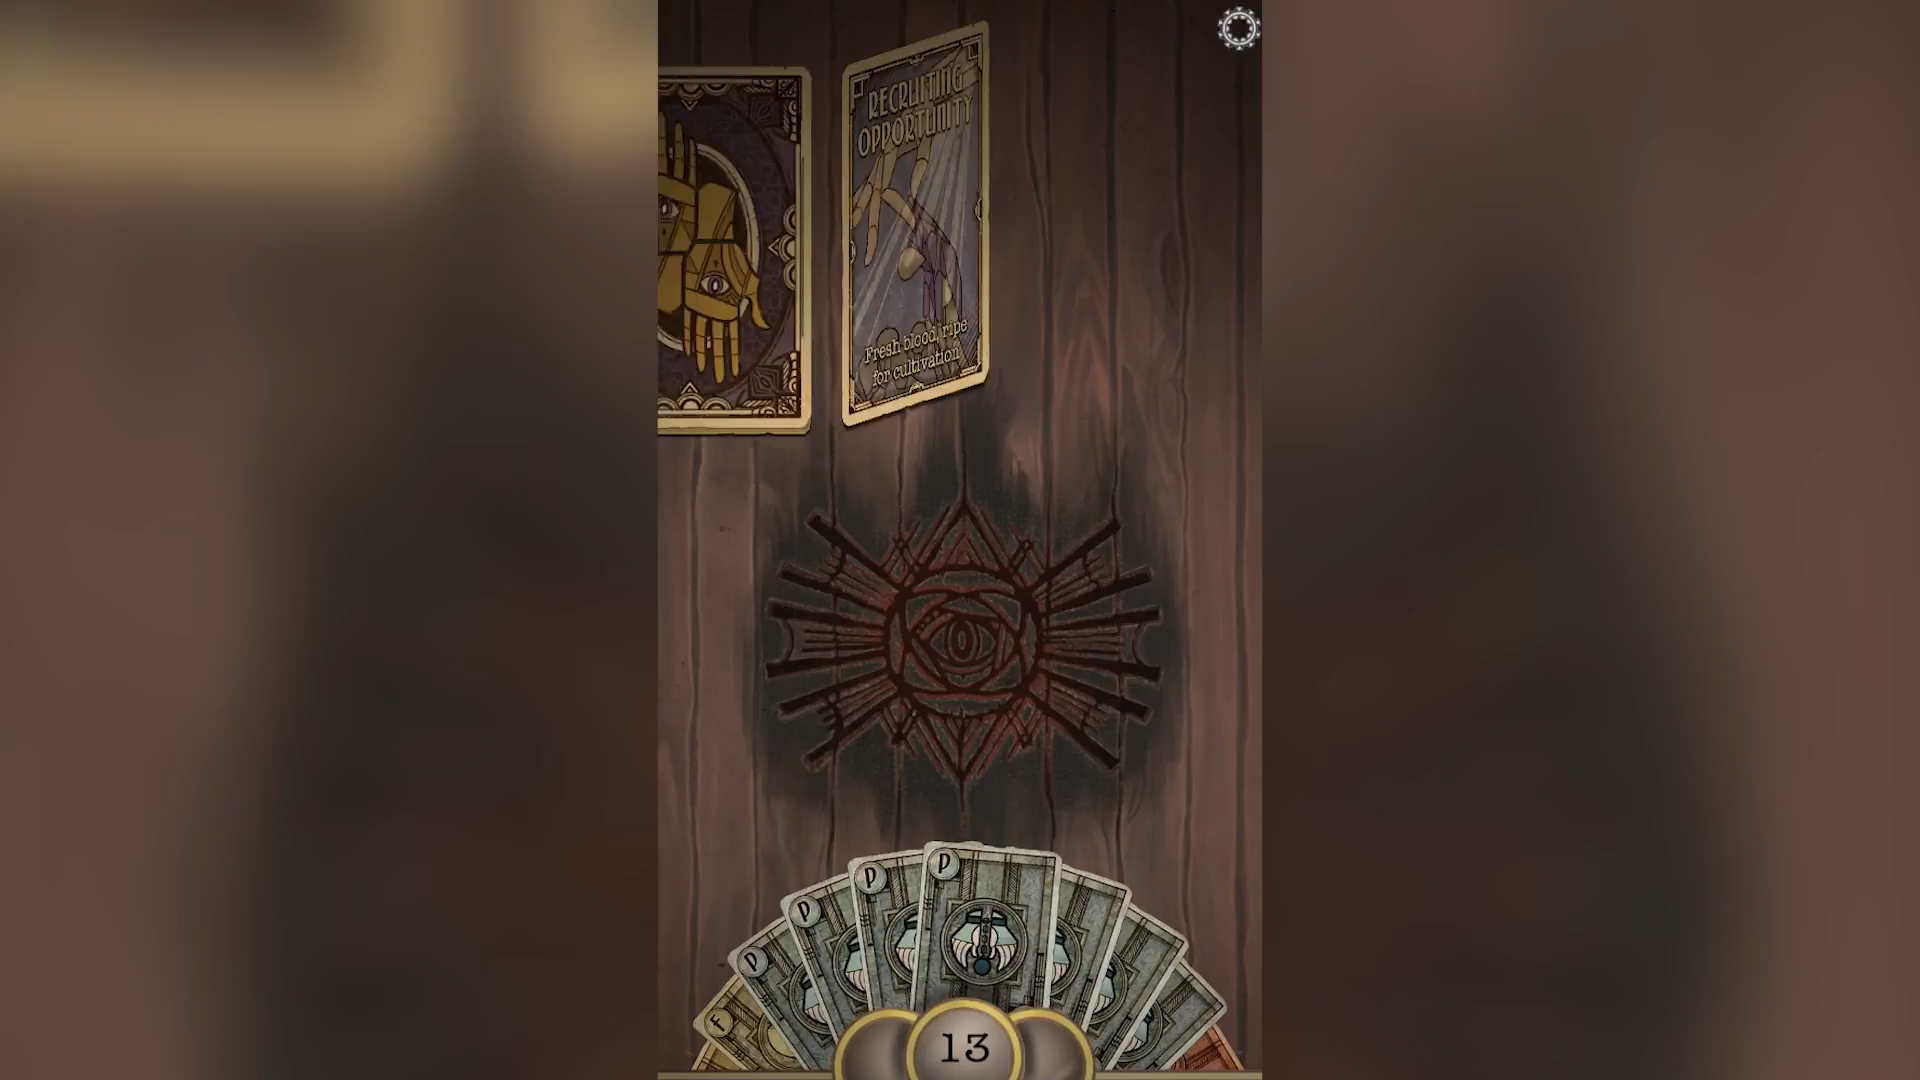 RECRUITING
OPPORTUNITY
Fresh blood, ripe
for cultivation
P
P
P
P
F
13